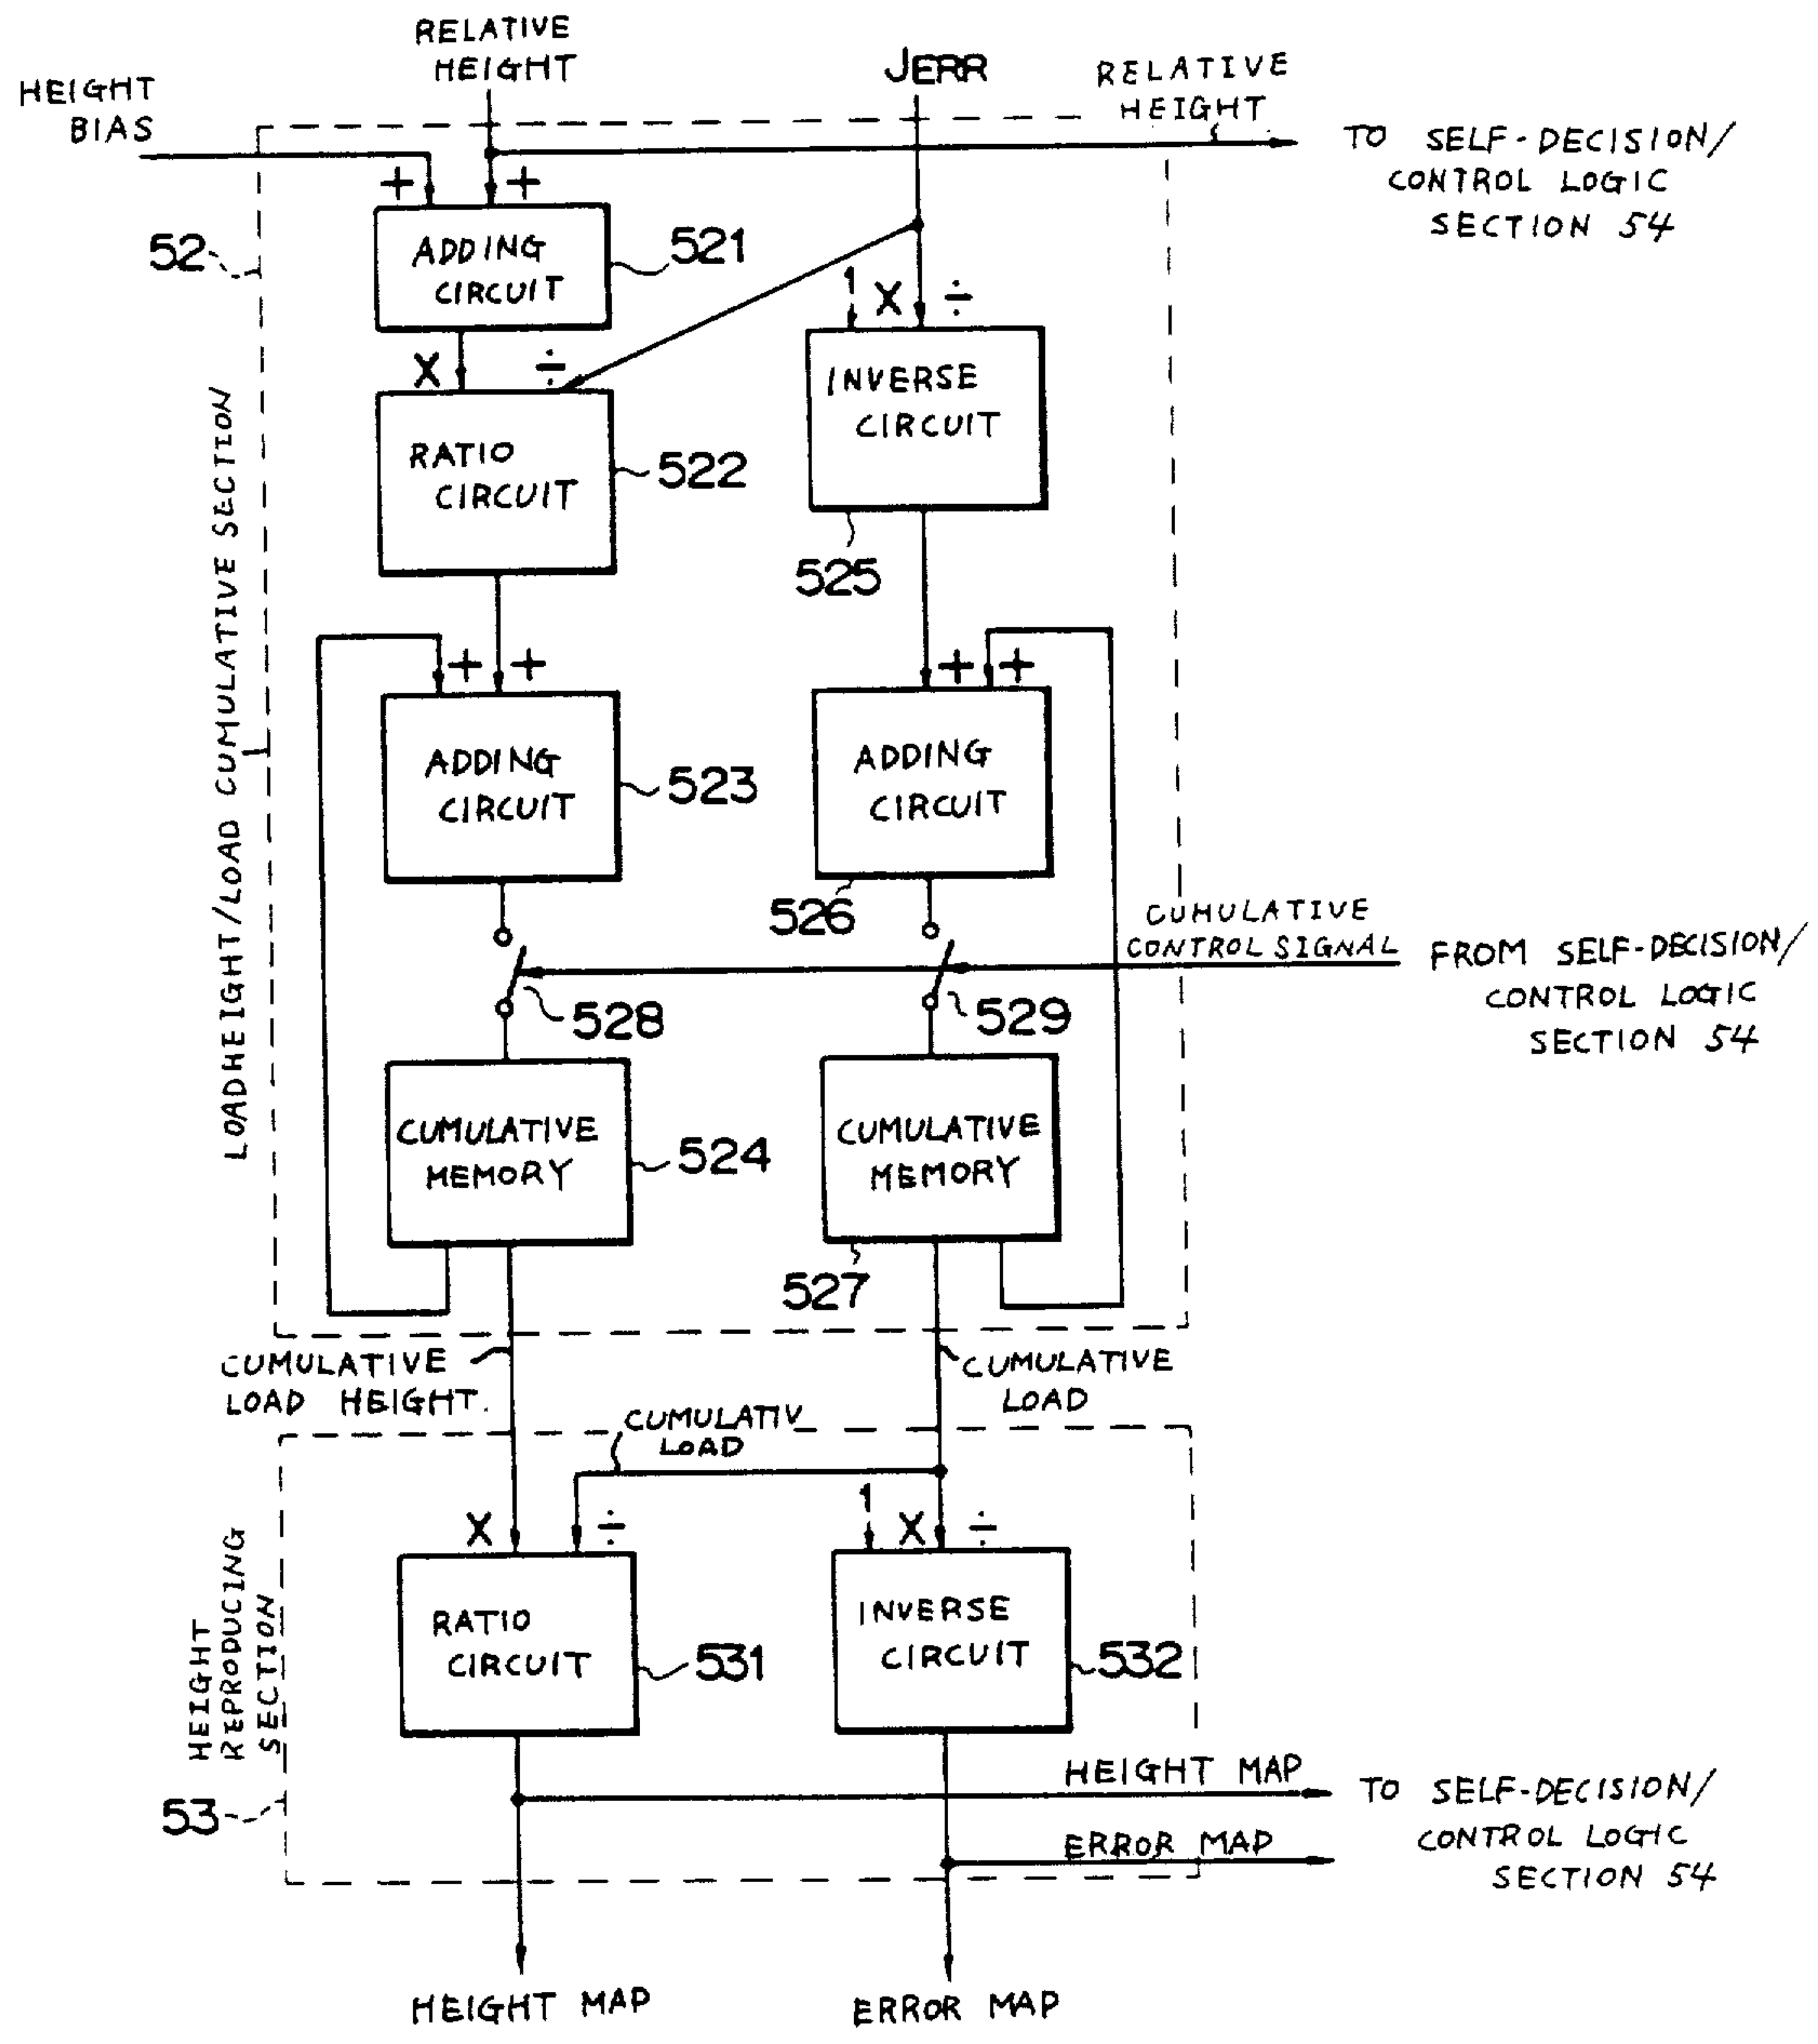 RELATIVE
HEIGHT
HEIGHT
BIAS
JERR
RELATIVE
HEIGHT
TO SELF-DECISION/
CONTROL LOGIC
SECTION 54
+
+
52
ADDING
CIRCUIT
521
1
X
÷
X
÷
INVERSE
CIRCUIT
RATIO
CIRCUIT
522
525
LOADHEIGHT/LOAD CUMULATIVE SECTION
+
+
+
+
ADDING
CIRCUIT
523
ADDING
CIRCUIT
526
CUMULATIVE
CONTROL SIGNAL
FROM SELF-DECISION/
CONTROL LOGIC
SECTION 54
528
529
CUMULATIVE
MEMORY
524
CUMULATIVE
MEMORY
527
CUMULATIVE
LOAD HEIGHT.
CUMULATIVE
LOAD
CUMULATIV
LOAD
X
÷
1
X
÷
HEIGHT
REPRODUCING
SECTION
RATIO
CIRCUIT
531
INVERSE
CIRCUIT
532
53
HEIGHT MAP
TO SELF-DECISION/
CONTROL LOGIC
SECTION 54
ERROR MAP
HEIGHT MAP
ERROR MAP